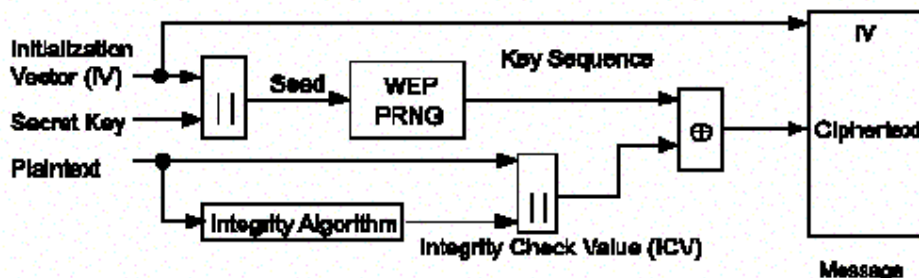 IV
Initialization
Vector (IV)
Key Sequence
Seed
WEP
PRNG
||
Secret Key
⊕
Ciphertext
Plaintext
||
Integrity Algorithm
Integrity Check Value (ICV)
Message